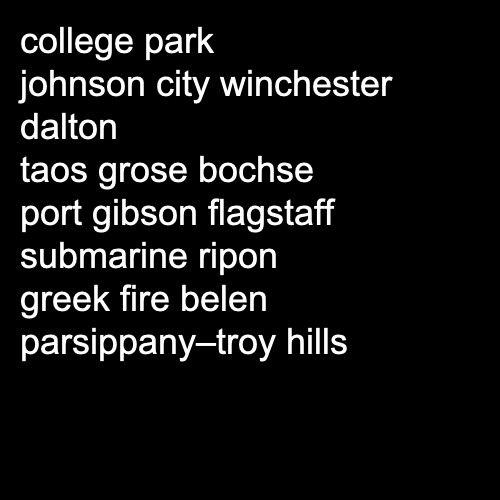 college park
johnson city winchester
dalton
taos grose bochse
port gibson flagstaff
submarine ripon
greek fire belen
parsippany–troy hills